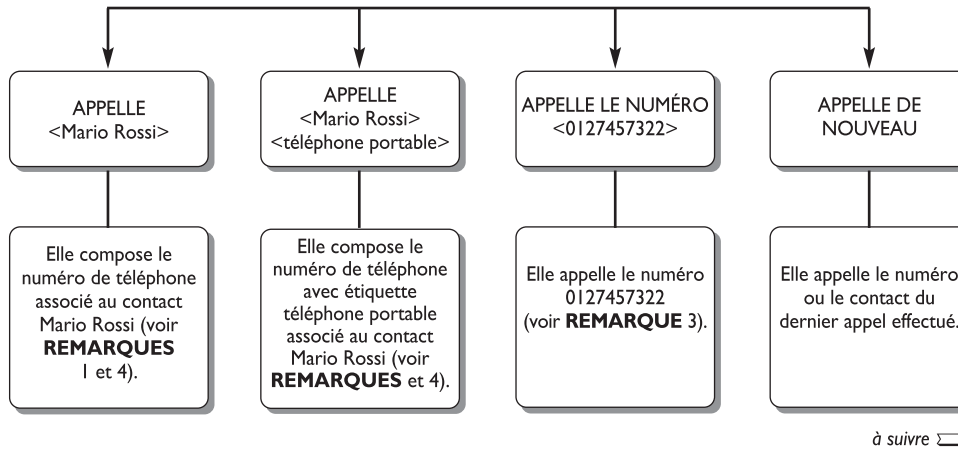 APPELLE
<Mario Rossi>
APPELLE
<Mario Rossi>
<téléphone portable>
APPELLE LE NUMÉRO
<0127457322>
APPELLE DE
NOUVEAU
Elle compose le
numéro de téléphone
associé au contact
Mario Rossi (voir
REMARQUES
1 et 4).
Elle compose le
numéro de téléphone
avec étiquette
téléphone portable
associé au contact
Mario Rossi (voir
REMARQUES et 4).
Elle appelle le numéro
0127457322
(voir REMARQUE 3).
Elle appelle le numéro
ou le contact du
dernier appel effectué.
à suivre